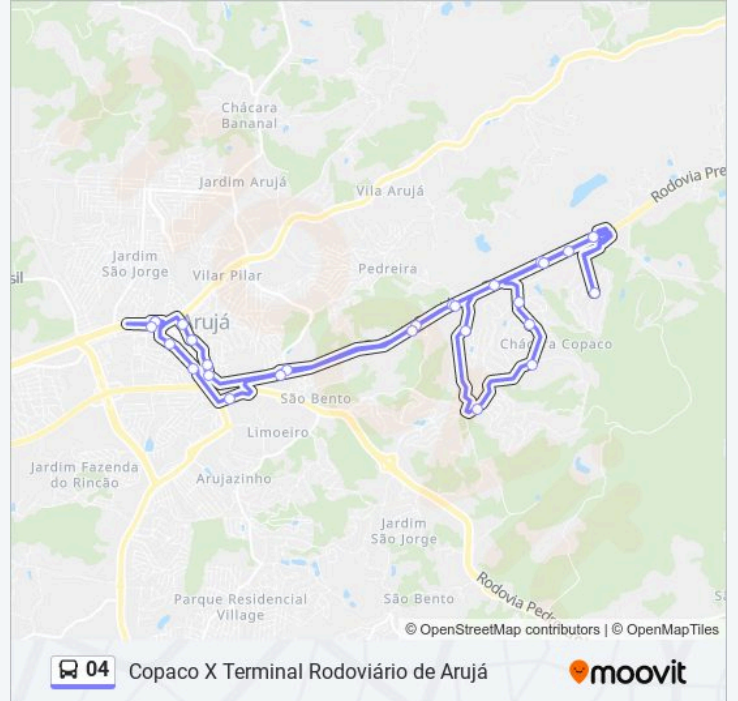 Chácara
Bananal
Jardim Arujá
Vila Arujá
Rodovia Pre
Jardim
São Jorge
Vilar Pilar
Pedreira
sil
Arujá
Chácara Copaco
São Bento
Limoeiro
Jardim Fazenda
do Rincão
Arujazinho
Jardim
São Jorge
Parque Residencial
Village
São Bento
Rodovia Ped
S
© OpenStreetMap contributors | © OpenMapTiles
04 Copaco X Terminal Rodoviário de Arujá
moovit